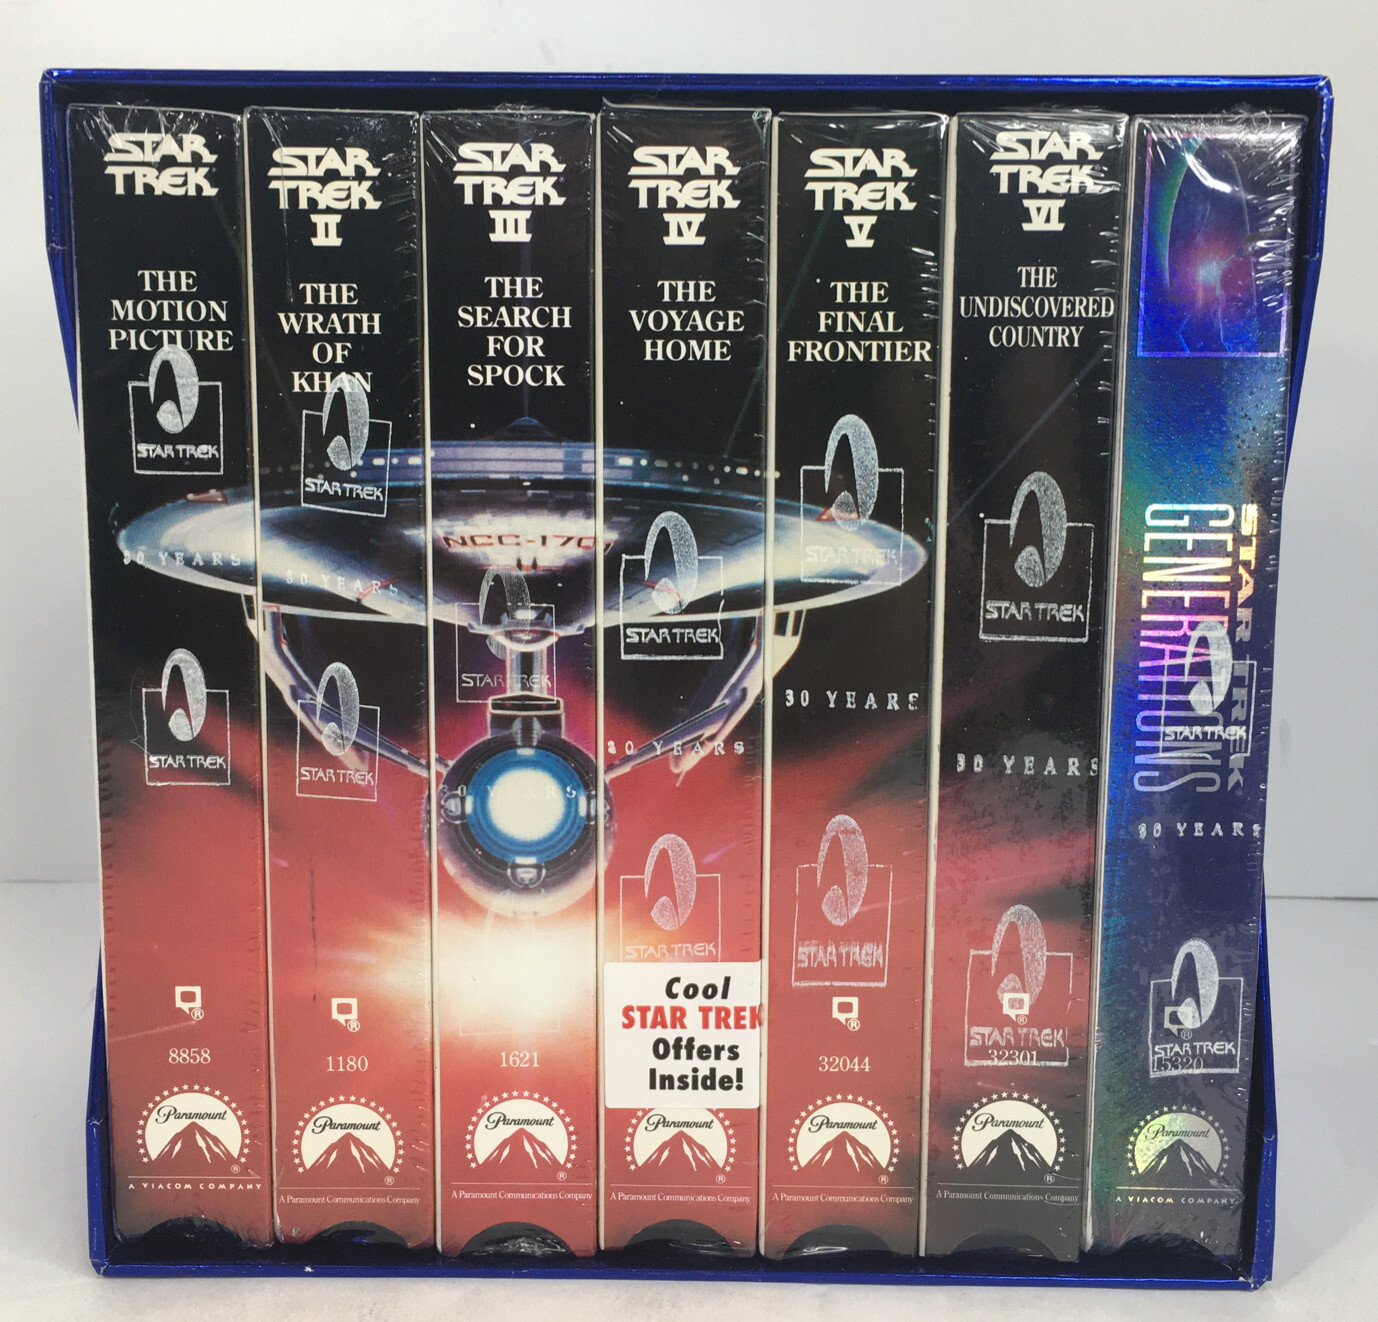 STAR
TREK
THE
MOTION
PICTURE
STAR TREK
30 YEARS
STAR TREK
8858
Paramount
A VIACOM COMPANY
STAR
TREK
II
THE
WRATH
OF
KHAN
STAR TREK
30 YEARS
STAR TREK
1180
Paramount
A Paramount Communications Company
STAR
TREK
III
THE
SEARCH
FOR
SPOCK
NCC-170
STAR TREK
30 YEARS
1621
Paramount
A Paramount Communications Company
STAR
TREK
IV
THE
VOYAGE
HOME
STAR TREK
30 YEARS
STAR TREK
Cool
STAR TREK
Offers
Inside!
Paramount
A Paramount Communications Company
STAR
TREK
V
THE
FINAL
FRONTIER
STAR TREK
30 YEARS
STAR TREK
32044
Paramount
A Paramount Communications Company
STAR
TREK
VI
THE
UNDISCOVERED
COUNTRY
STAR TREK
30 YEARS
STAR TREK
32301
Paramount
A Paramount Communications Company
STAR TREK
GENERATIONS
STAR TREK
30 YEARS
STAR TREK
15320
Paramount
A VIACOM COMPANY